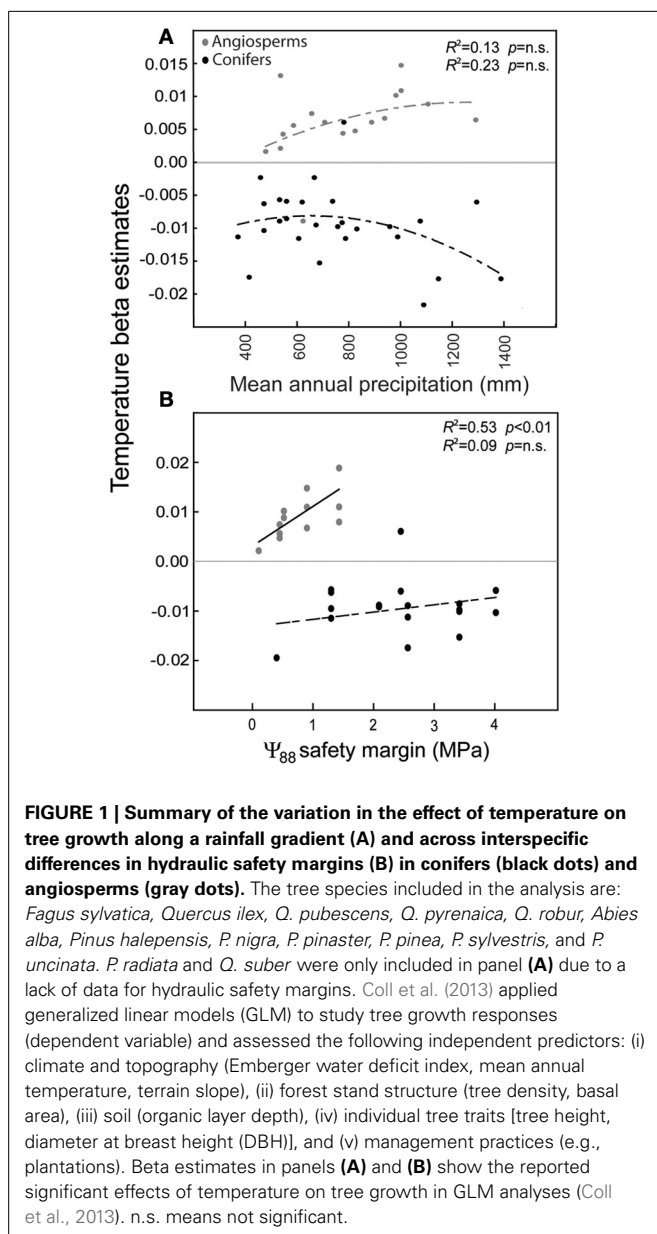 A
Angiosperms
Conifers
R²=0.13 p=n.s.
R²=0.23 p=n.s.
0.015
0.01
0.005
0.00
-0.005
-0.01
-0.015
-0.02
400
600
800
1000
1200
1400
Mean annual precipitation (mm)
Temperature beta estimates
B
R²=0.53 p<0.01
R²=0.09 p=n.s.
0.02
0.01
0.00
-0.01
-0.02
0 1 2 3 4
Ψ88 safety margin (MPa)
FIGURE 1 | Summary of the variation in the effect of temperature on
tree growth along a rainfall gradient (A) and across interspecific
differences in hydraulic safety margins (B) in conifers (black dots) and
angiosperms (gray dots). The tree species included in the analysis are:
Fagus sylvatica, Quercus ilex, Q. pubescens, Q. pyrenaica, Q. robur, Abies
alba, Pinus halepensis, P. nigra, P. pinaster, P. pinea, P. sylvestris, and P.
uncinata. P. radiata and Q. suber were only included in panel (A) due to a
lack of data for hydraulic safety margins. Coll et al. (2013) applied
generalized linear models (GLM) to study tree growth responses
(dependent variable) and assessed the following independent predictors: (i)
climate and topography (Emberger water deficit index, mean annual
temperature, terrain slope), (ii) forest stand structure (tree density, basal
area), (iii) soil (organic layer depth), (iv) individual tree traits [tree height,
diameter at breast height (DBH)], and (v) management practices (e.g.,
plantations). Beta estimates in panels (A) and (B) show the reported
significant effects of temperature on tree growth in GLM analyses (Coll
et al., 2013). n.s. means not significant.